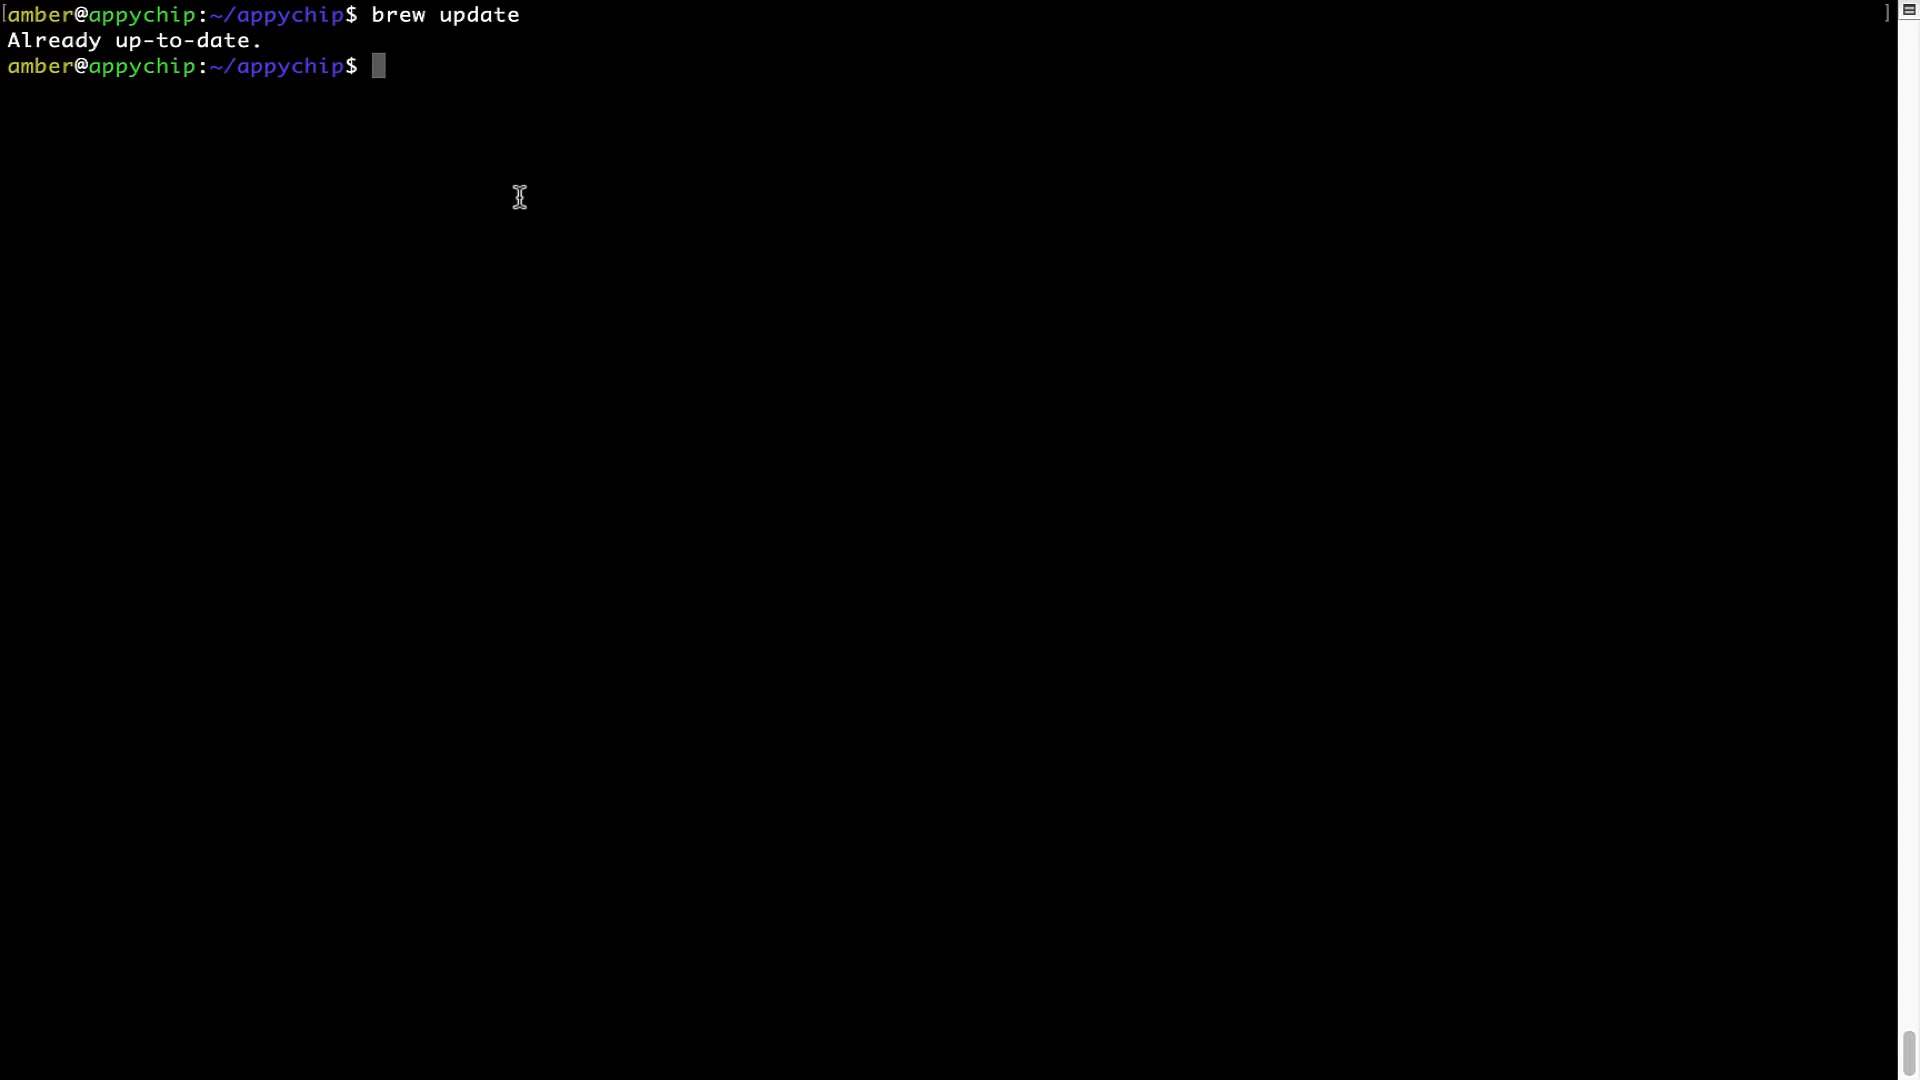 [amber@appychip:~/appychip$ brew update ]
Already up-to-date.
amber@appychip:~/appychip$